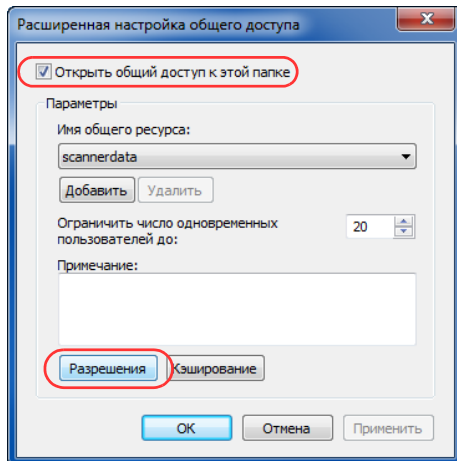 Расширенная настройка общего доступа
Открыть общий доступ к этой папке
Параметры
Имя общего ресурса:
scannerdata
Добавить Удалить
Ограничить число одновременных
пользователей до:
20
Примечание:
Разрешения Кэширование
ОК Отмена Применить